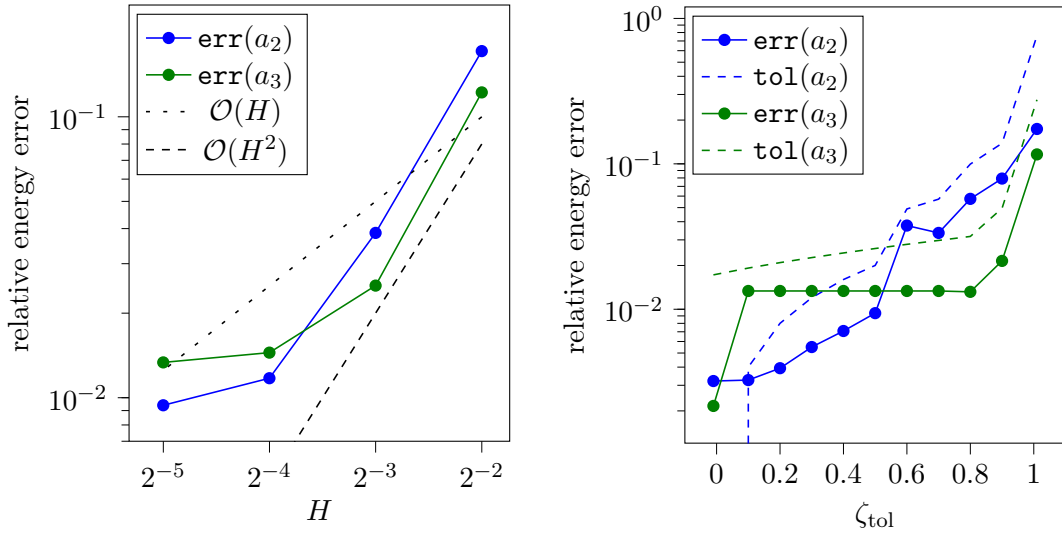 err(a₂)
err(a₃)
𝒪(H)
𝒪(H²)
relative energy error
10⁻¹
10⁻²
2⁻⁵ 2⁻⁴ 2⁻³ 2⁻²
H
err(a₂)
tol(a₂)
err(a₃)
tol(a₃)
relative energy error
10⁰
10⁻¹
10⁻²
0 0.2 0.4 0.6 0.8 1
ζtol